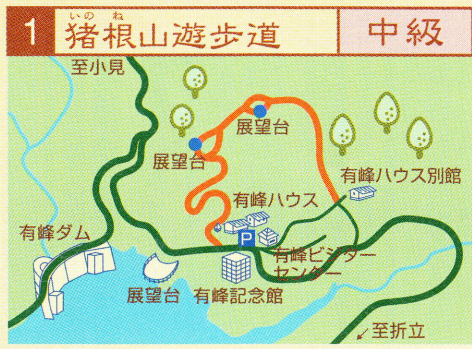 1
いのね
猪根山遊歩道
中級
至小見
展望台
展望台
有峰ハウス別館
有峰ハウス
有峰ダム
P
有峰ビジター
センター
展望台
有峰記念館
↙至折立